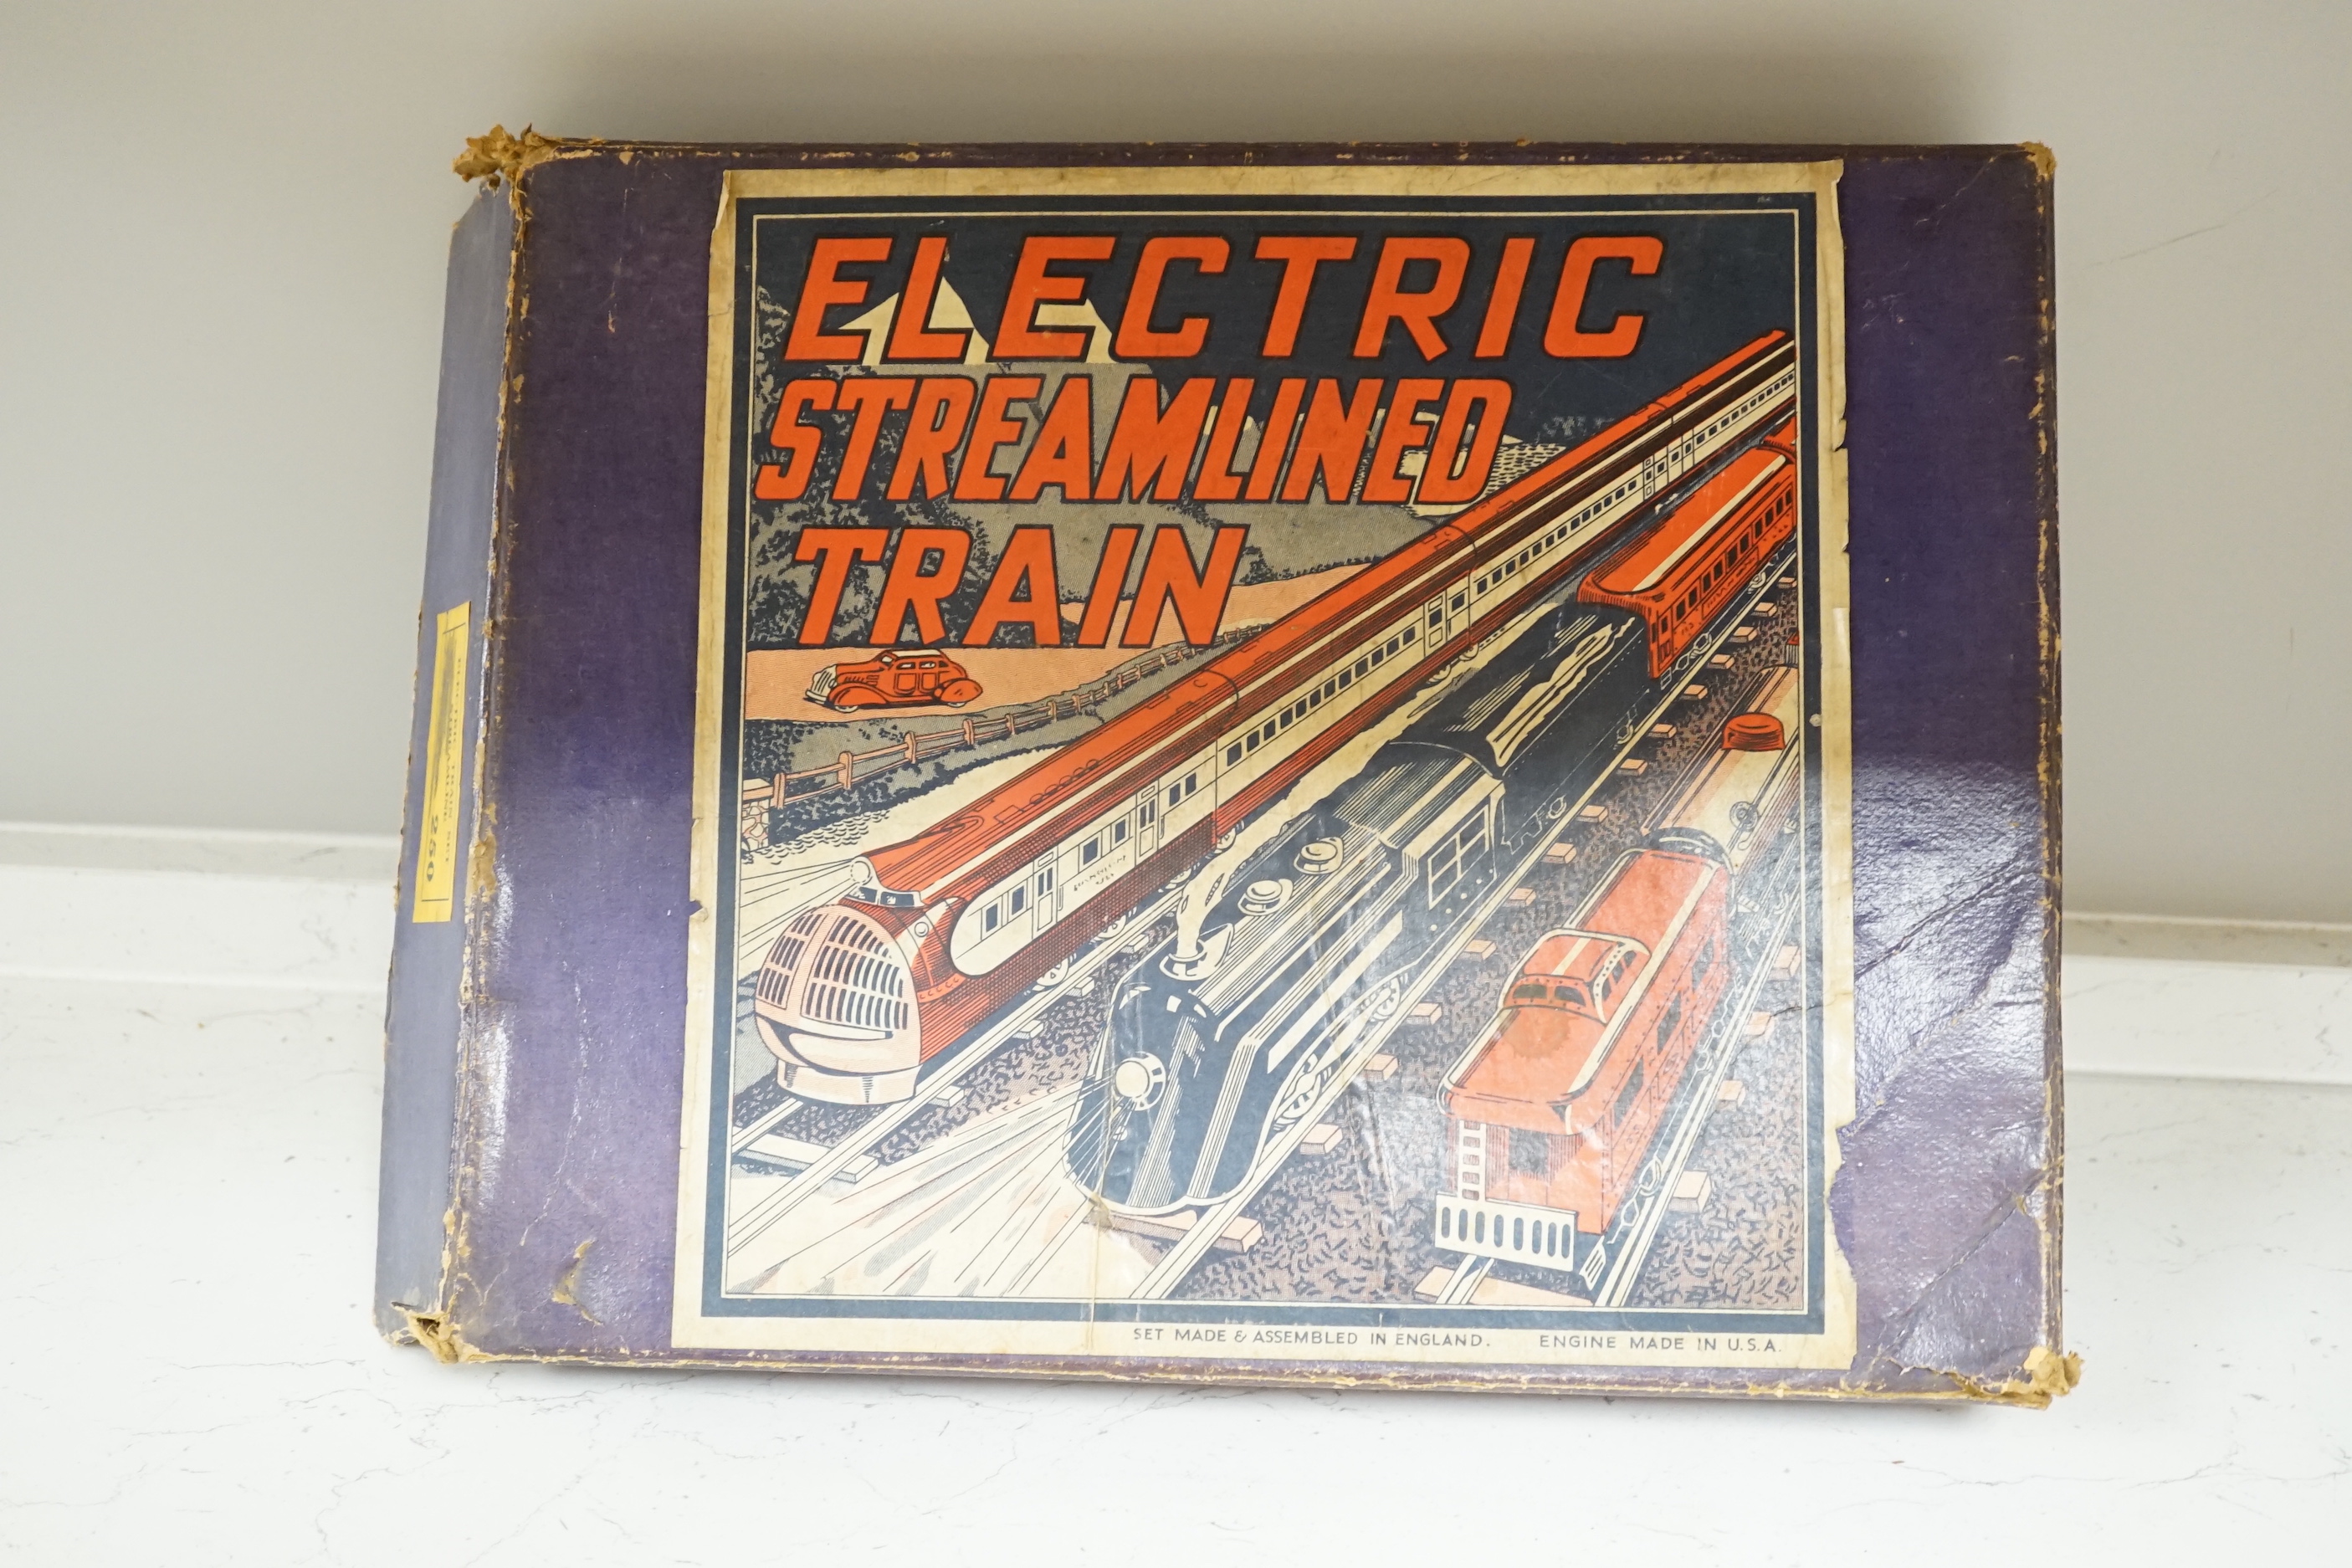 ELECTRIC
STREAMLINED
TRAIN
SET MADE & ASSEMBLED IN ENGLAND. ENGINE MADE IN U.S.A.